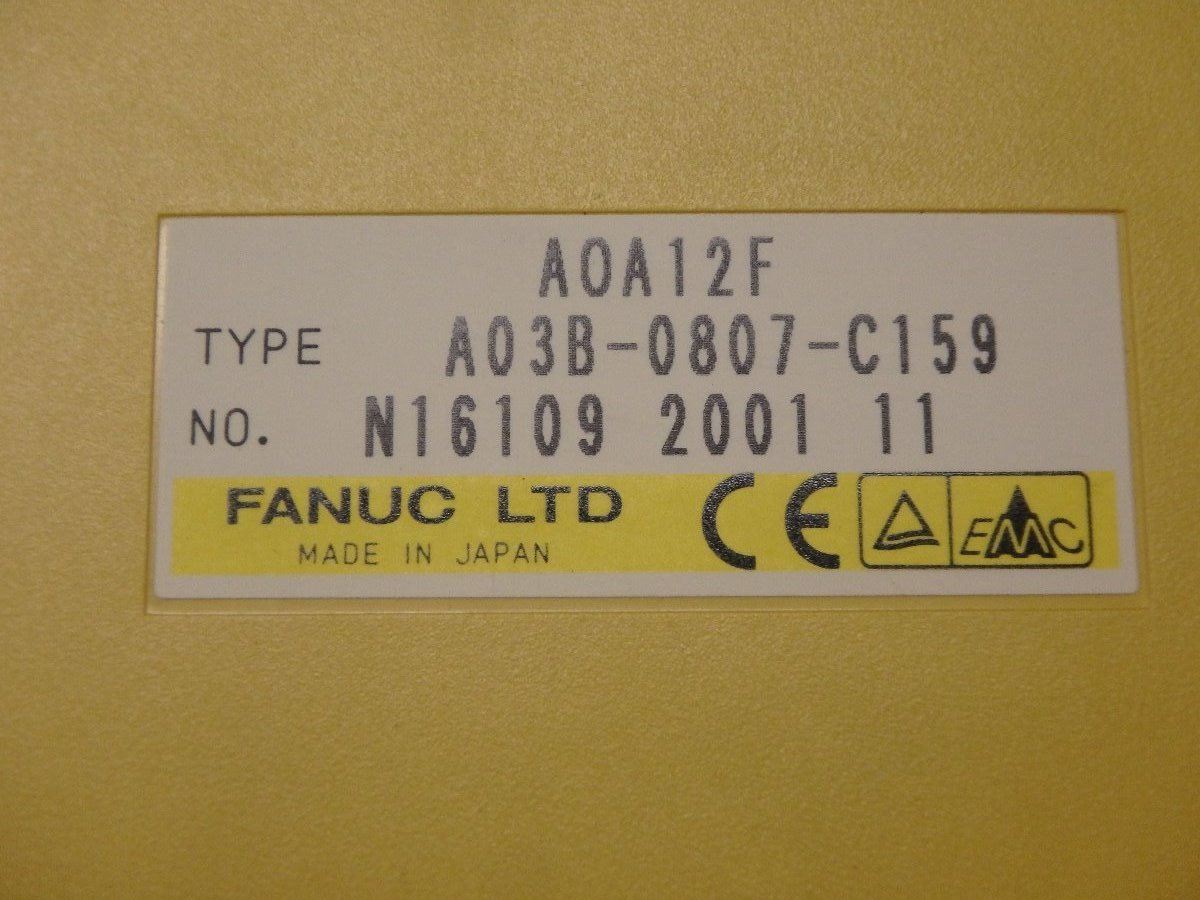 AOA12F
TYPE A03B-0807-C159
NO. N16109 2001 11
FANUC LTD
MADE IN JAPAN
CE
EMC